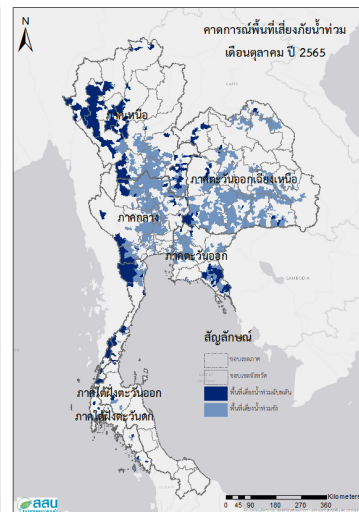 คาดการณ์พื้นที่เสี่ยงภัยน้ำท่วม
เดือนตุลาคม ปี 2565
N
ภาคเหนือ
ภาคตะวันออกเฉียงเหนือ
ภาคกลาง
ภาคตะวันออก
CAMBODIA
สัญลักษณ์
ขอบเขตภาค
ขอบเขตจังหวัด
พื้นที่เสี่ยงน้ำท่วมฉับพลัน
พื้นที่เสี่ยงน้ำท่วมขัง
ภาคใต้ฝั่งตะวันออก
ภาคใต้ฝั่งตะวันตก
Kilometers
0 45 90 180 270 360
สสน